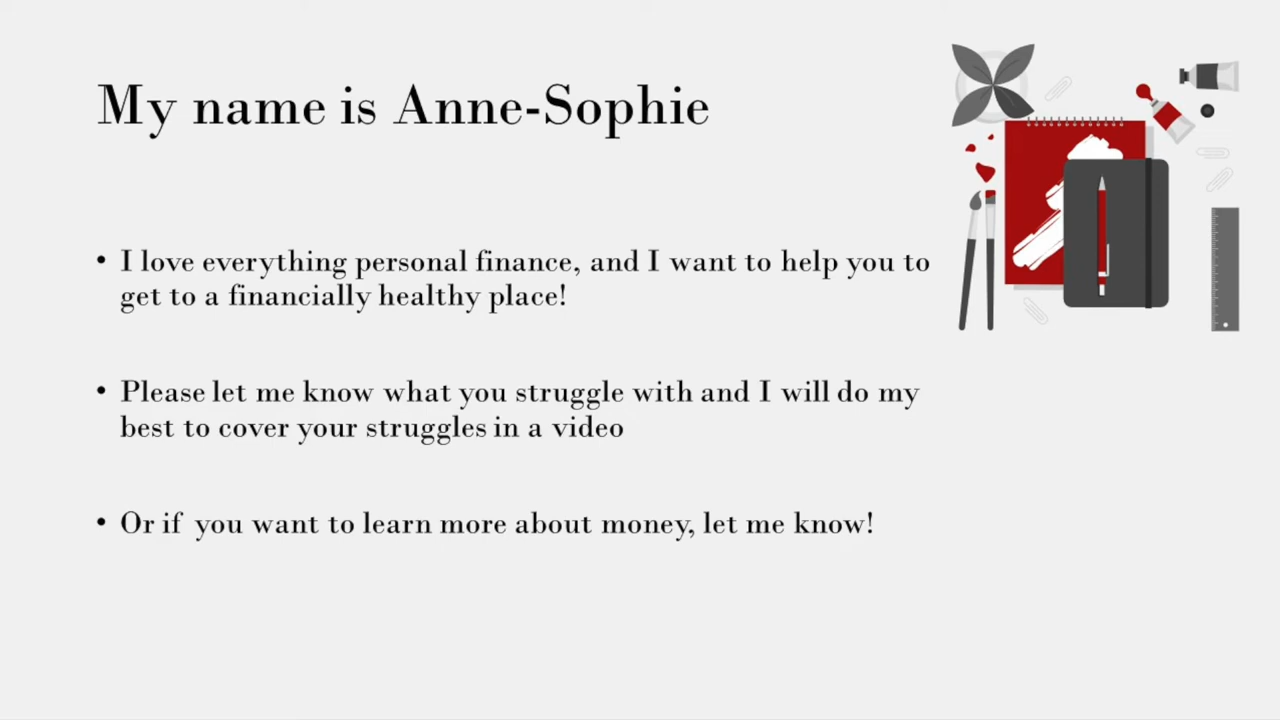 My name is Anne-Sophie
• I love everything personal finance, and I want to help you to
get to a financially healthy place!
• Please let me know what you struggle with and I will do my
best to cover your struggles in a video
• Or if you want to learn more about money, let me know!